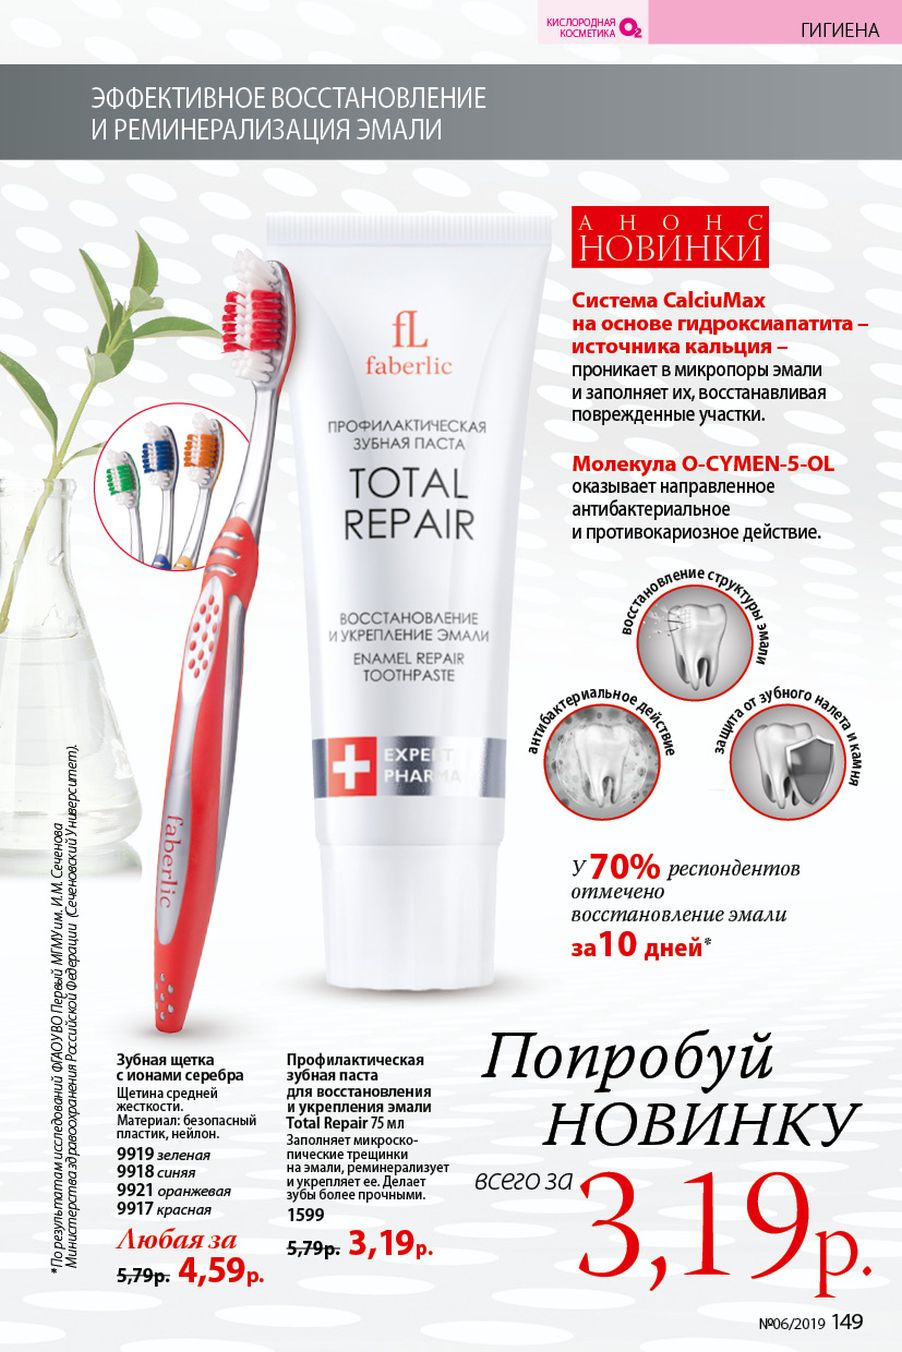 КИСЛОРОДНАЯ
КОСМЕТИКА O2
ГИГИЕНА
ЭФФЕКТИВНОЕ ВОССТАНОВЛЕНИЕ
И РЕМИНЕРАЛИЗАЦИЯ ЭМАЛИ
АНОНС
НОВИНКИ
Система CalciuMax
на основе гидроксиапатита –
источника кальция –
проникает в микропоры эмали
и заполняет их, восстанавливая
поврежденные участки.
Молекула O-CYMEN-5-OL
оказывает направленное
антибактериальное
и противокариозное действие.
fL
faberlic
ПРОФИЛАКТИЧЕСКАЯ
ЗУБНАЯ ПАСТА
TOTAL
REPAIR
ВОССТАНОВЛЕНИЕ
И УКРЕПЛЕНИЕ ЭМАЛИ
ENAMEL REPAIR
TOOTHPASTE
EXPERT
PHARMA
faberlic
восстановление структуры эмали
антибактериальное действие
защита от зубного налета и камня
У 70% респондентов
отмечено
восстановление эмали
за 10 дней*
*По результатам исследований ФГАОУ ВО Первый МГМУ им. И.М. Сеченова
Министерства здравоохранения Российской Федерации (Сеченовский Университет).
Зубная щетка
с ионами серебра
Щетина средней
жесткости.
Материал: безопасный
пластик, нейлон.
9919 зеленая
9918 синяя
9921 оранжевая
9917 красная
Любая за
5,79р. 4,59р.
Профилактическая
зубная паста
для восстановления
и укрепления эмали
Total Repair 75 мл
Заполняет микроско-
пические трещинки
на эмали, реминерализует
и укрепляет ее. Делает
зубы более прочными.
1599
5,79р. 3,19р.
Попробуй
НОВИНКУ
всего за
3,19р.
№06/2019 149